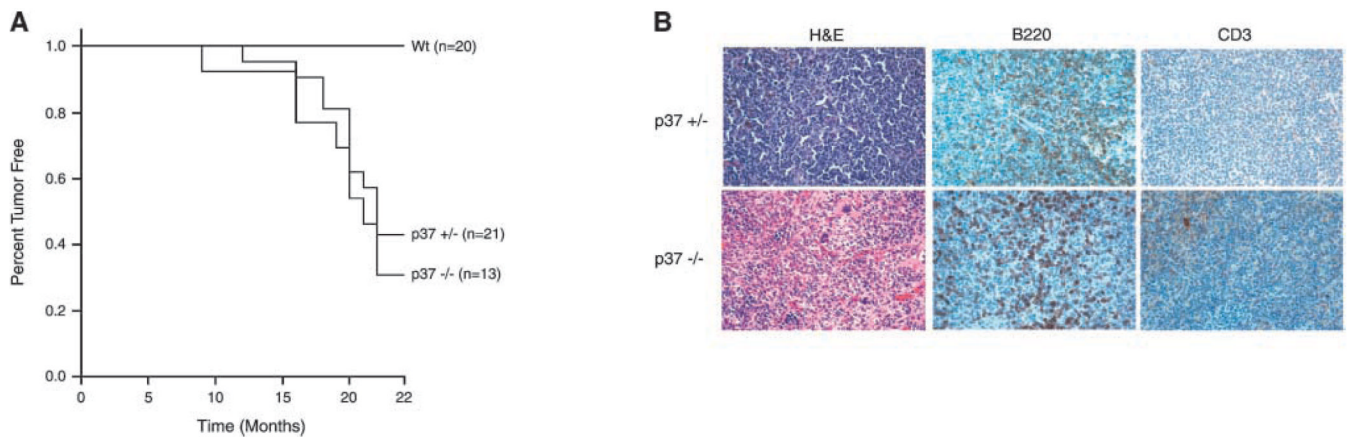 A
Percent Tumor Free
1.0
0.8
0.6
0.4
0.2
0.0
0
5
10
15
20
22
Time (Months)
Wt (n=20)
p37 +/- (n=21)
p37 -/- (n=13)
B
H&E
B220
CD3
p37 +/-
p37 -/-